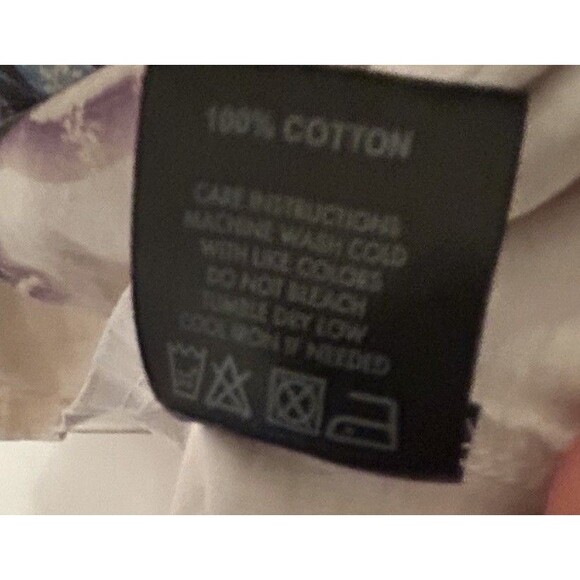 100% COTTON
CARE INSTRUCTIONS
MACHINE WASH COLD
WITH LIKE COLORS
DO NOT BLEACH
TUMBLE DRY LOW
COOL IRON IF NEEDED